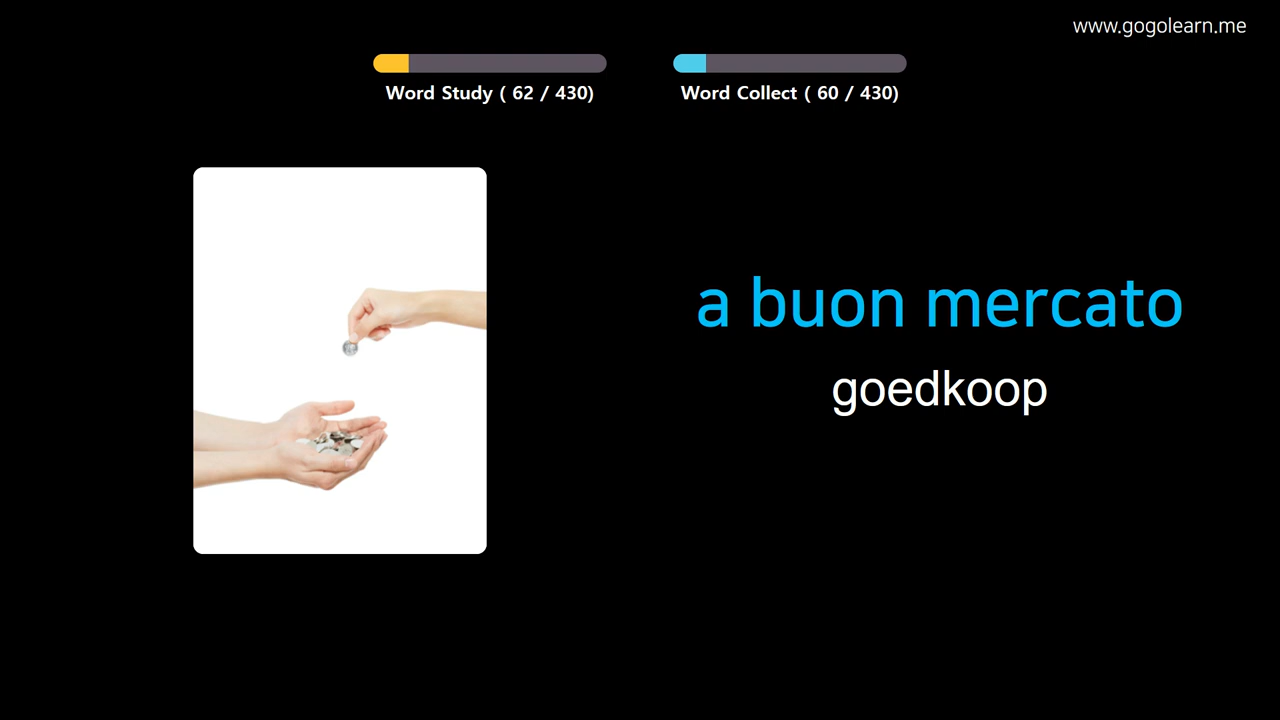 www.gogolearn.me
Word Study ( 62 / 430)
Word Collect ( 60 / 430)
a buon mercato
goedkoop